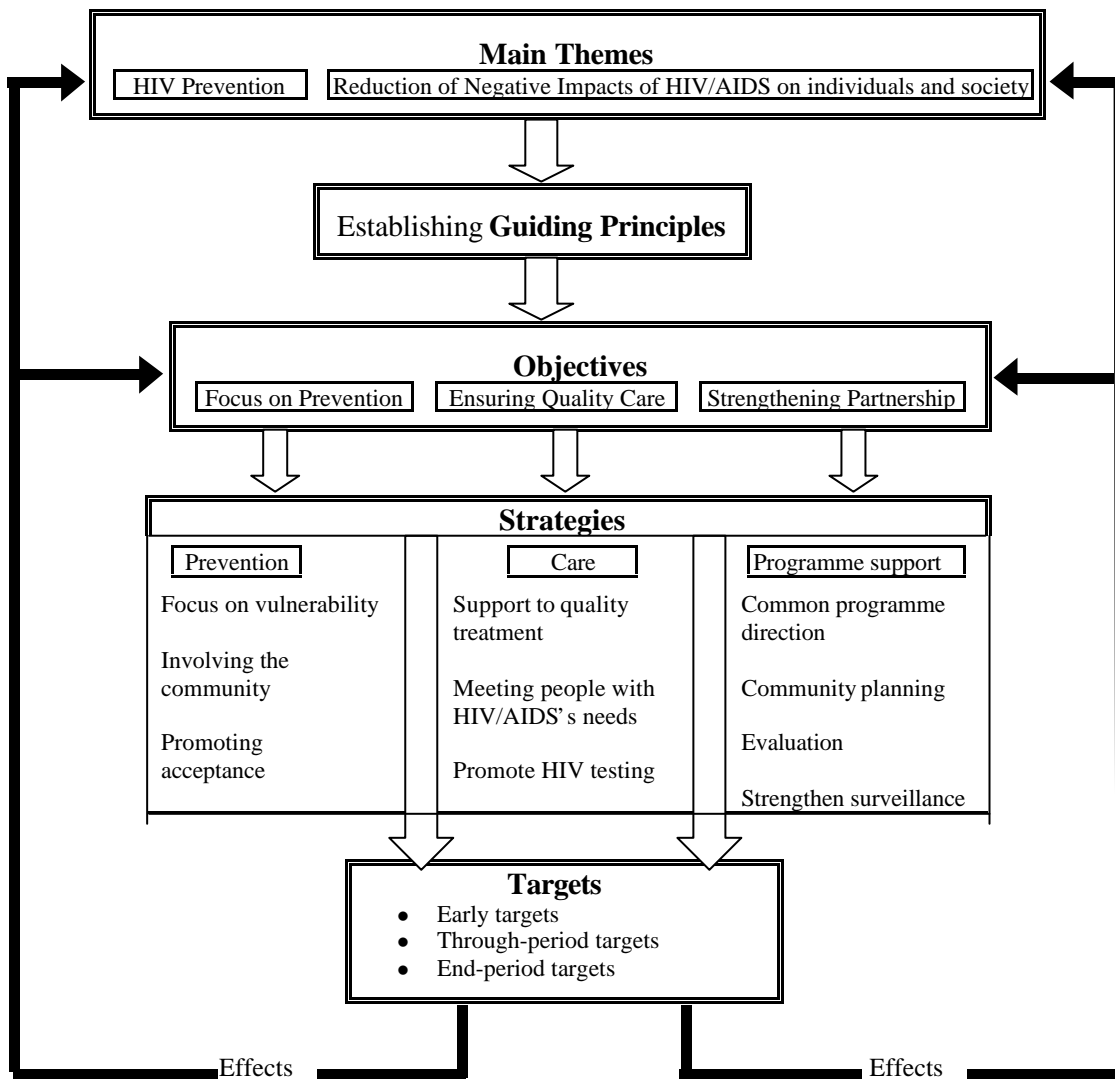 Main Themes
HIV Prevention
Reduction of Negative Impacts of HIV/AIDS on individuals and society
Establishing Guiding Principles
Objectives
Focus on Prevention
Ensuring Quality Care
Strengthening Partnership
Strategies
Prevention
Focus on vulnerability
Involving the
community
Promoting
acceptance
Care
Support to quality
treatment
Meeting people with
HIV/AIDS’s needs
Promote HIV testing
Programme support
Common programme
direction
Community planning
Evaluation
Strengthen surveillance
Targets
● Early targets
● Through-period targets
● End-period targets
Effects
Effects